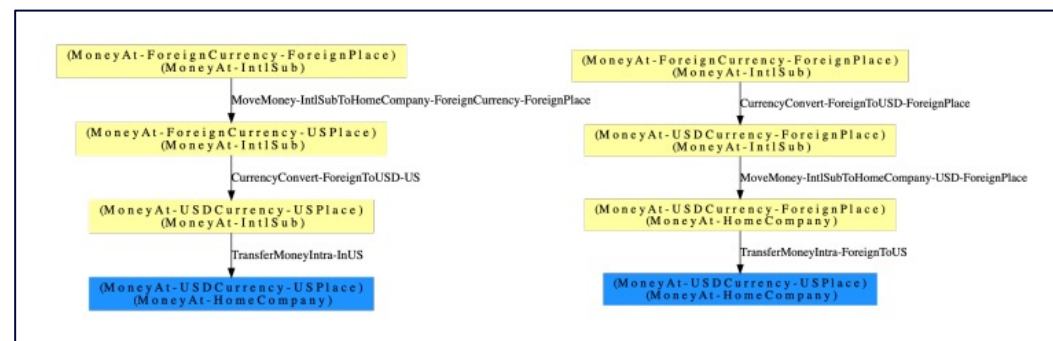 (MoneyAt-ForeignCurrency-ForeignPlace)
(MoneyAt-IntlSub)
MoveMoney-IntlSubToHomeCompany-ForeignCurrency-ForeignPlace
(MoneyAt-ForeignCurrency-USPlace)
(MoneyAt-IntlSub)
CurrencyConvert-ForeignToUSD-US
(MoneyAt-USDCurrency-USPlace)
(MoneyAt-IntlSub)
TransferMoneyIntra-InUS
(MoneyAt-USDCurrency-USPlace)
(MoneyAt-HomeCompany)
(MoneyAt-ForeignCurrency-ForeignPlace)
(MoneyAt-IntlSub)
CurrencyConvert-ForeignToUSD-ForeignPlace
(MoneyAt-USDCurrency-ForeignPlace)
(MoneyAt-IntlSub)
MoveMoney-IntlSubToHomeCompany-USD-ForeignPlace
(MoneyAt-USDCurrency-ForeignPlace)
(MoneyAt-HomeCompany)
TransferMoneyIntra-ForeignToUS
(MoneyAt-USDCurrency-USPlace)
(MoneyAt-HomeCompany)